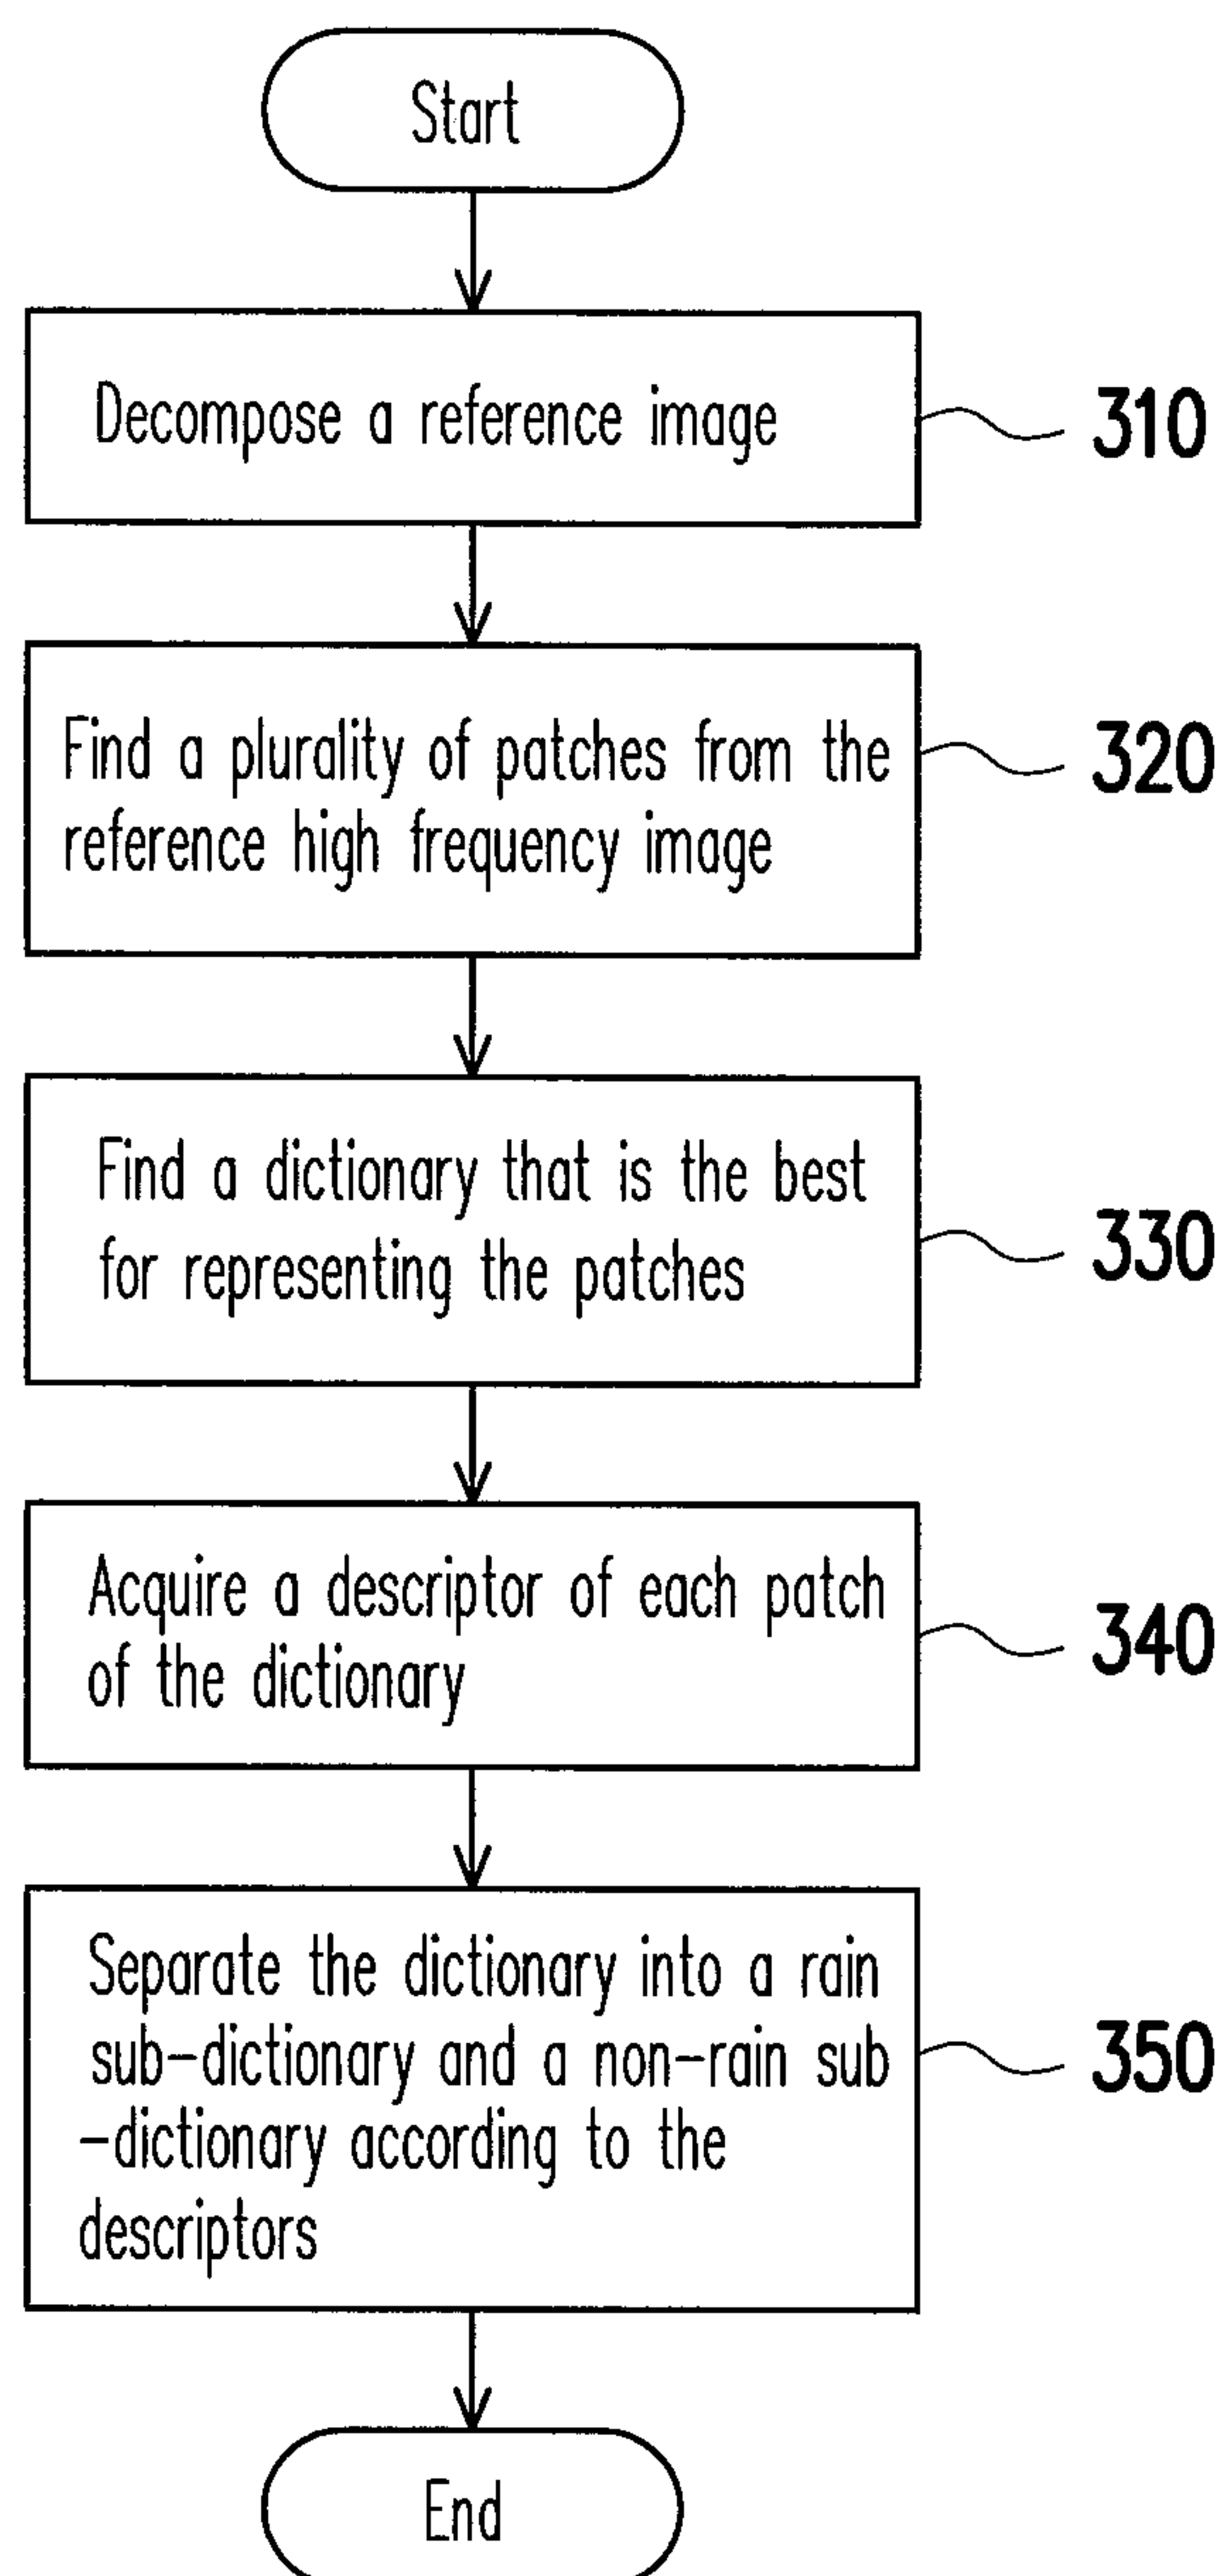 Start
Decompose a reference image
310
Find a plurality of patches from the
reference high frequency image
320
Find a dictionary that is the best
for representing the patches
330
Acquire a descriptor of each patch
of the dictionary
340
Separate the dictionary into a rain
sub-dictionary and a non-rain sub
-dictionary according to the
descriptors
350
End